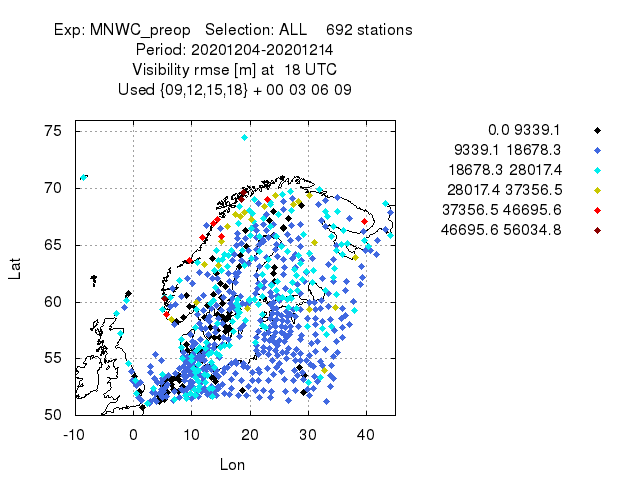 Exp: MNWC_preop Selection: ALL 692 stations
Period: 20201204-20201214
Visibility rmse [m] at 18 UTC
Used {09,12,15,18} + 00 03 06 09
0.0 9339.1
9339.1 18678.3
18678.3 28017.4
28017.4 37356.5
37356.5 46695.6
46695.6 56034.8
75
70
65
60
55
50
Lat
-10 0 10 20 30 40
Lon